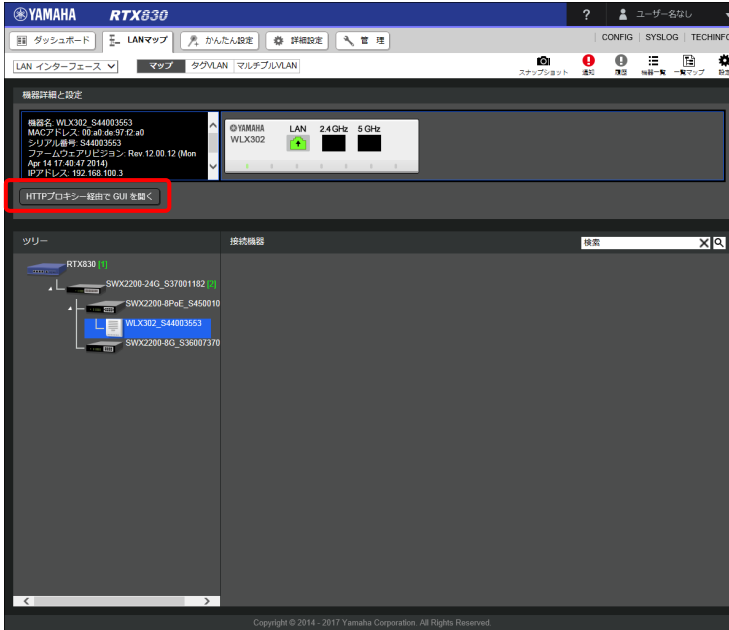 YAMAHA RTX830 ? ユーザー名なし
ダッシュボード LANマップ かんたん設定 詳細設定 管 理 CONFIG SYSLOG TECHINFO
LAN インターフェース マップ タグVLAN マルチプルVLAN スナップショット 通知 履歴 機器一覧 一覧マップ 設定
機器詳細と設定
機器名: WLX302_S44003553
MACアドレス: 00:a0:de:97:f2:a0
シリアル番号: S44003553
ファームウェアリビジョン: Rev.12.00.12 (Mon
Apr 14 17:40:47 2014)
IPアドレス: 192.168.100.3
YAMAHA LAN 2.4 GHz 5 GHz
WLX302
HTTPプロキシー経由で GUI を開く
ツリー 接続機器 検索
RTX830 [1]
SWX2200-24G_S37001182 [2]
SWX2200-8PoE_S450010
WLX302_S44003553
SWX2200-8G_S36007370
Copyright © 2014 - 2017 Yamaha Corporation. All Rights Reserved.